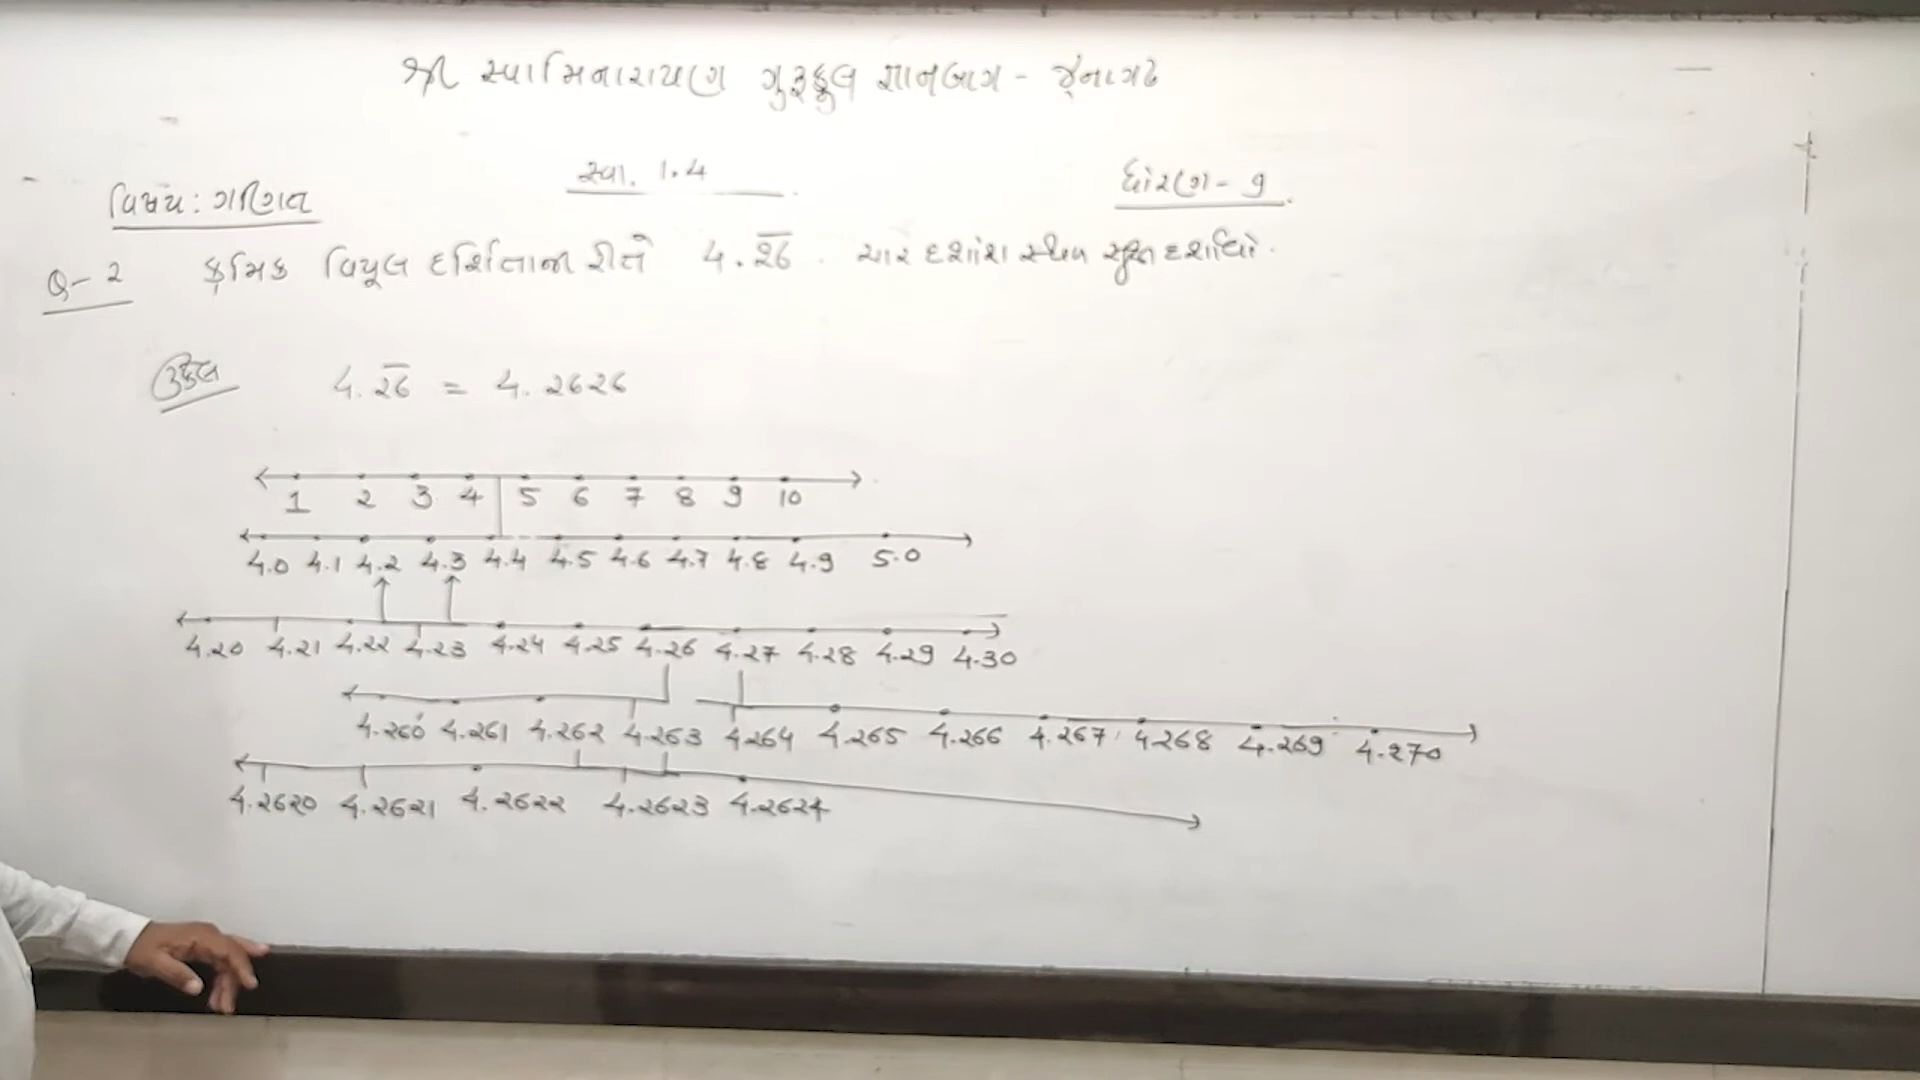 શ્રી સ્વામિનારાયણ ગુરૂકુલ જ્ઞાનબાગ - જૂનાગઢ
સ્વા. 1.4
વિષય: ગણિત
ધોરણ - 9
Q-2 ક્રમિક વિપુલ દર્શિતાની રીતે 4.2̅6̅ ચાર દશાંશ સ્થળ સુધી દર્શાવો.
ઉકેલ 4.2̅6̅ = 4.2626
1 2 3 4 5 6 7 8 9 10
4.0 4.1 4.2 4.3 4.4 4.5 4.6 4.7 4.8 4.9 5.0
4.20 4.21 4.22 4.23 4.24 4.25 4.26 4.27 4.28 4.29 4.30
4.260 4.261 4.262 4.263 4.264 4.265 4.266 4.267 4.268 4.269 4.270
4.2620 4.2621 4.2622 4.2623 4.2624